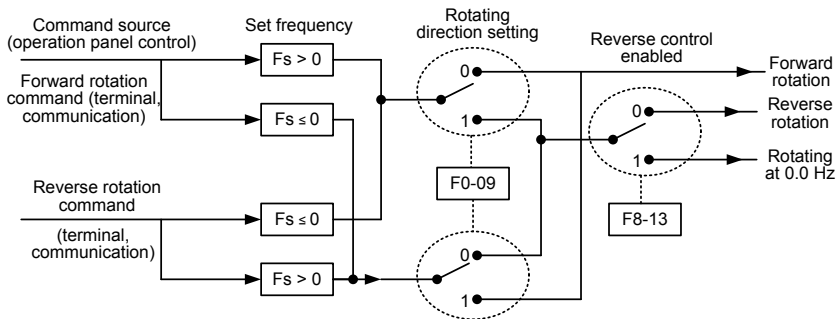 Command source
(operation panel control)
Set frequency
Rotating
direction setting
Reverse control
enabled
Fs > 0
0
Forward
rotation
Forward rotation
command (terminal,
communication)
Fs ≤ 0
1
0
Reverse
rotation
1
Rotating
at 0.0 Hz
F0-09
F8-13
Reverse rotation
command
(terminal,
communication)
Fs ≤ 0
0
Fs > 0
1